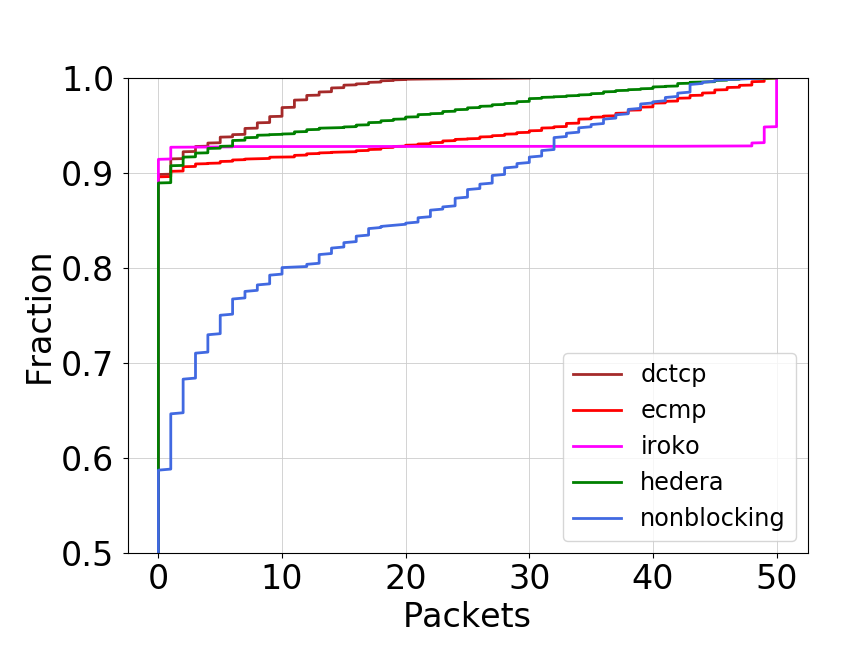 1.0
0.9
0.8
0.7
0.6
0.5
Fraction
dctcp
ecmp
iroko
hedera
nonblocking
0 10 20 30 40 50
Packets